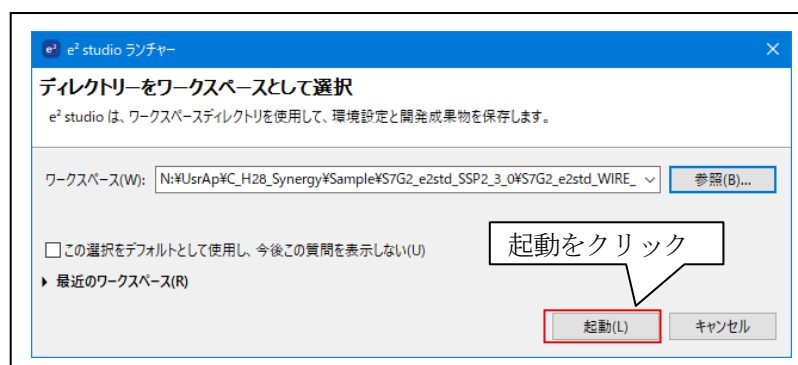 e² studio ランチャー
ディレクトリーをワークスペースとして選択
e² studio は、ワークスペースディレクトリを使用して、環境設定と開発成果物を保存します。
ワークスペース(W): N:¥UsrAp¥C_H28_Synergy¥Sample¥S7G2_e2std_SSP2_3_0¥S7G2_e2std_WIRE_ 参照(B)...
この選択をデフォルトとして使用し、今後この質問を表示しない(U)
起動をクリック
最近のワークスペース(R)
起動(L) キャンセル